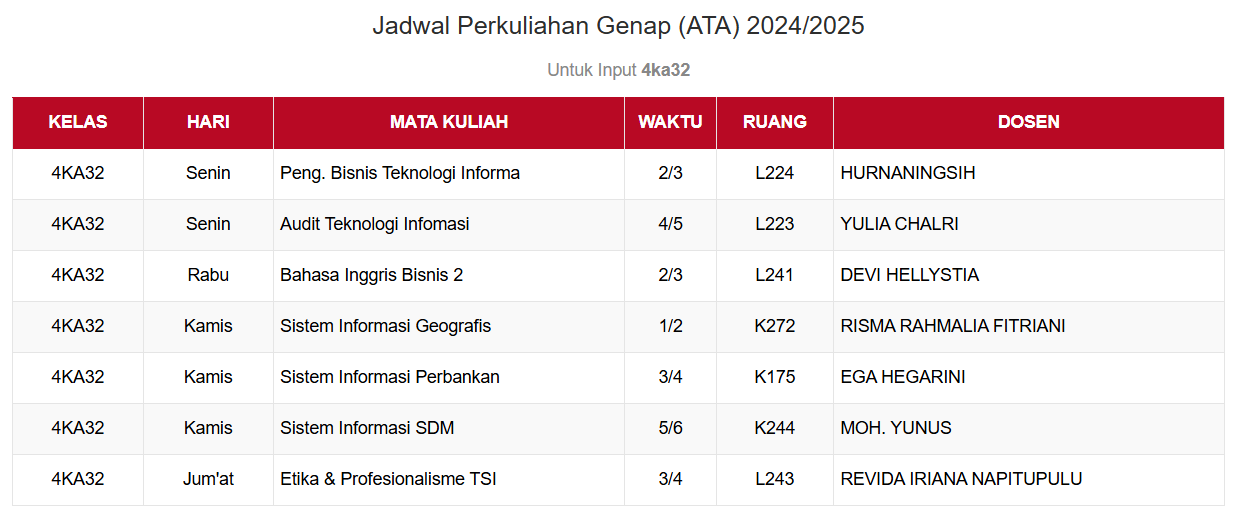 Jadwal Perkuliahan Genap (ATA) 2024/2025
Untuk Input 4ka32
KELAS HARI MATA KULIAH WAKTU RUANG DOSEN
4KA32 Senin Peng. Bisnis Teknologi Informa 2/3 L224 HURNANINGSIH
4KA32 Senin Audit Teknologi Infomasi 4/5 L223 YULIA CHALRI
4KA32 Rabu Bahasa Inggris Bisnis 2 2/3 L241 DEVI HELLYSTIA
4KA32 Kamis Sistem Informasi Geografis 1/2 K272 RISMA RAHMALIA FITRIANI
4KA32 Kamis Sistem Informasi Perbankan 3/4 K175 EGA HEGARINI
4KA32 Kamis Sistem Informasi SDM 5/6 K244 MOH. YUNUS
4KA32 Jum'at Etika & Profesionalisme TSI 3/4 L243 REVIDA IRIANA NAPITUPULU